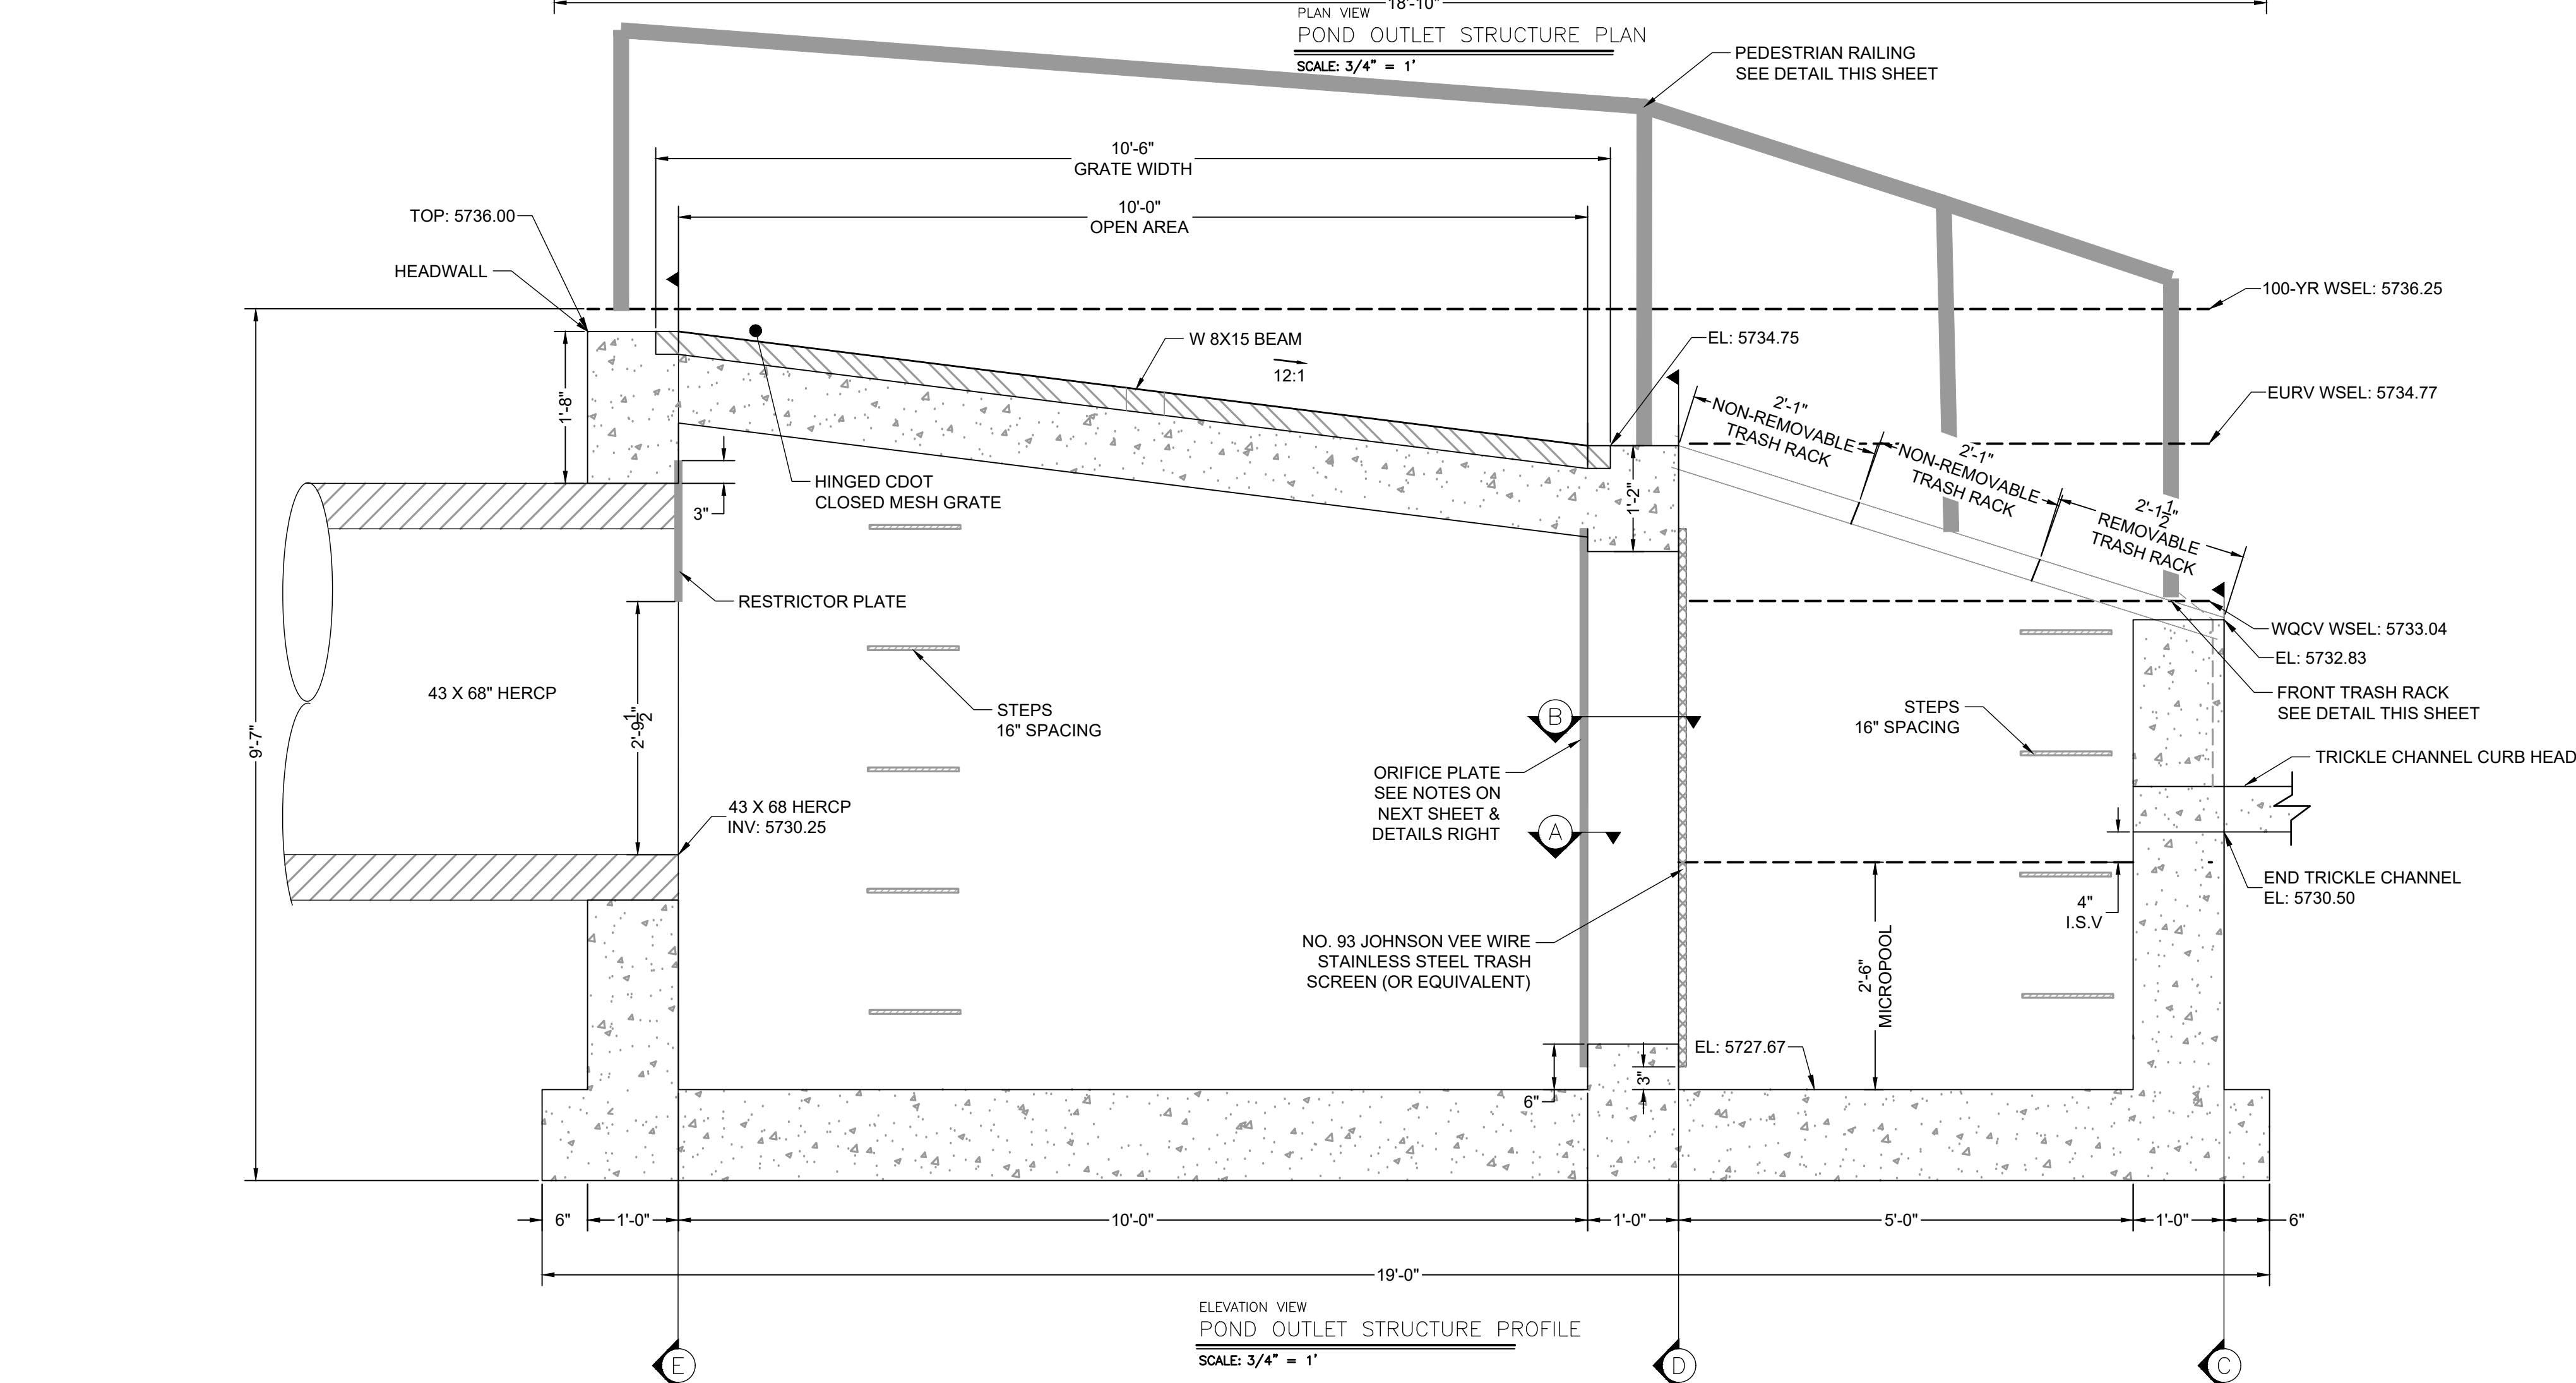 18'-10"
PLAN VIEW
POND OUTLET STRUCTURE PLAN
SCALE: 3/4" = 1'
PEDESTRIAN RAILING
SEE DETAIL THIS SHEET
10'-6"
GRATE WIDTH
10'-0"
OPEN AREA
TOP: 5736.00
HEADWALL
100-YR WSEL: 5736.25
W 8X15 BEAM
12:1
EL: 5734.75
EURV WSEL: 5734.77
1'-8"
2'-1"
NON-REMOVABLE
TRASH RACK
2'-1"
NON-REMOVABLE
TRASH RACK
2'-1 1/2"
REMOVABLE
TRASH RACK
HINGED CDOT
CLOSED MESH GRATE
3"
1'-2"
RESTRICTOR PLATE
WQCV WSEL: 5733.04
EL: 5732.83
43 X 68" HERCP
FRONT TRASH RACK
SEE DETAIL THIS SHEET
STEPS
16" SPACING
B
STEPS
16" SPACING
9'-7"
2'-9 1/2"
TRICKLE CHANNEL CURB HEAD
ORIFICE PLATE
SEE NOTES ON
NEXT SHEET &
DETAILS RIGHT
43 X 68 HERCP
INV: 5730.25
A
END TRICKLE CHANNEL
EL: 5730.50
4"
I.S.V
NO. 93 JOHNSON VEE WIRE
STAINLESS STEEL TRASH
SCREEN (OR EQUIVALENT)
2'-6"
MICROPOOL
EL: 5727.67
3"
6"
6"
1'-0"
10'-0"
1'-0"
5'-0"
1'-0"
6"
19'-0"
ELEVATION VIEW
POND OUTLET STRUCTURE PROFILE
SCALE: 3/4" = 1'
E
D
C